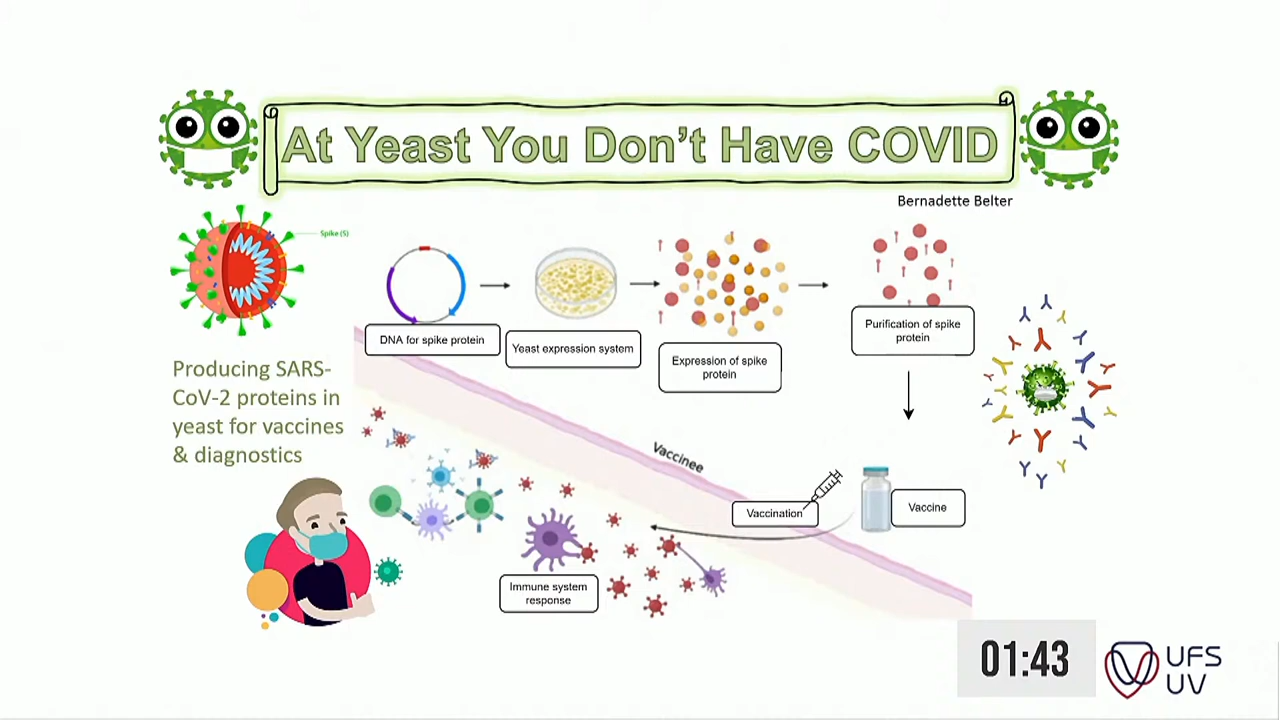 At Yeast You Don't Have COVID
Bernadette Belter
Spike (S)
DNA for spike protein
Yeast expression system
Expression of spike
protein
Purification of spike
protein
Producing SARS-
CoV-2 proteins in
yeast for vaccines
& diagnostics
Vaccinee
Vaccination
Vaccine
Immune system
response
01:43
UFS
UV